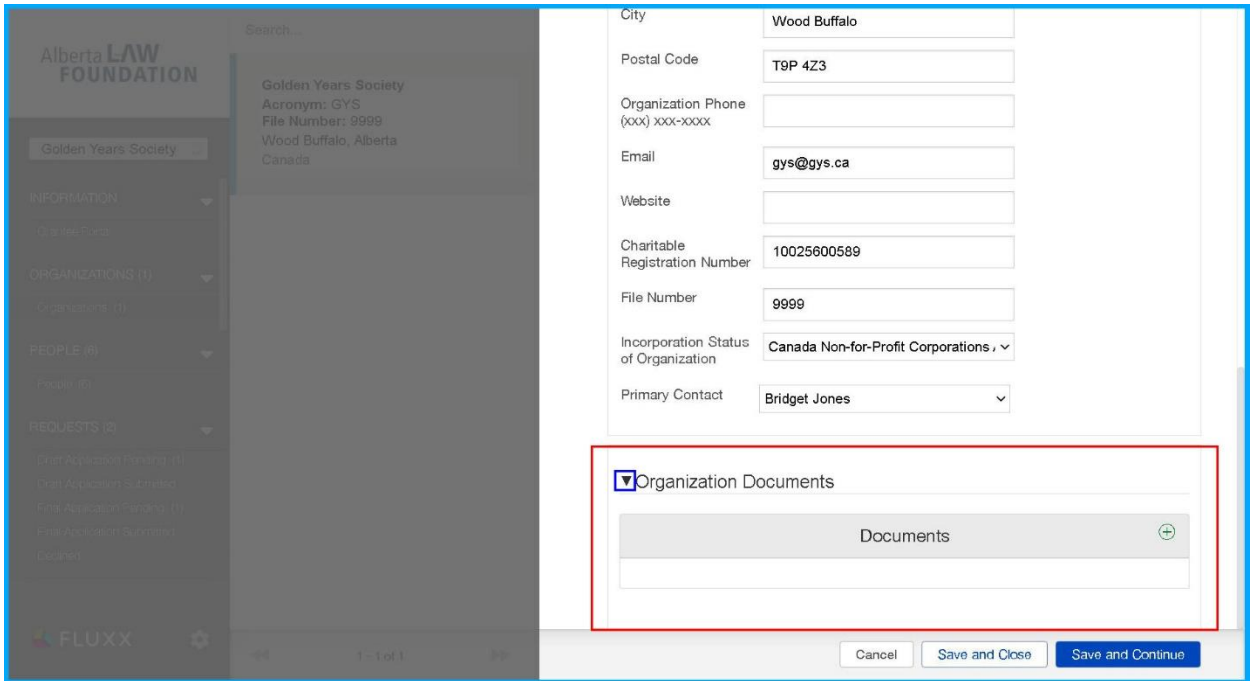 Alberta LAW
FOUNDATION
Golden Years Society
INFORMATION
Grantee Portal
ORGANIZATIONS (1)
Organizations (1)
PEOPLE (6)
People (6)
REQUESTS (2)
Draft Application Pending (1)
Draft Application Submitted
Final Application Pending (1)
Final Application Submitted
Declined
FLUXX
Search...
Golden Years Society
Acronym: GYS
File Number: 9999
Wood Buffalo, Alberta
Canada
1 - 1 of 1
City
Wood Buffalo
Postal Code
T9P 4Z3
Organization Phone
(xxx) xxx-xxxx
Email
gys@gys.ca
Website
Charitable
Registration Number
10025600589
File Number
9999
Incorporation Status
of Organization
Canada Non-for-Profit Corporations
Primary Contact
Bridget Jones
Organization Documents
Documents
Cancel
Save and Close
Save and Continue